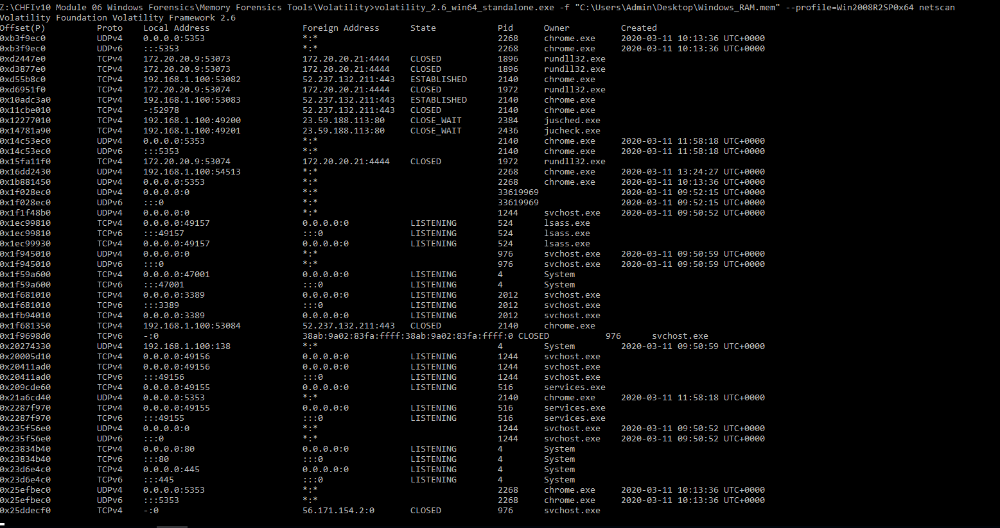 Z:\CHFIv10 Module 06 Windows Forensics\Memory Forensics Tools\Volatility>volatility_2.6_win64_standalone.exe -f "C:\Users\Admin\Desktop\Windows_RAM.mem" --profile=Win2008R2SP0x64 netscan
Volatility Foundation Volatility Framework 2.6
Offset(P) Proto Local Address Foreign Address State Pid Owner Created
0xb3f9ec0 UDPv4 0.0.0.0:5353 *:* 2268 chrome.exe 2020-03-11 10:13:36 UTC+0000
0xb3f9ec0 UDPv6 :::5353 *:* 2268 chrome.exe 2020-03-11 10:13:36 UTC+0000
0xd2447e0 TCPv4 172.20.20.9:53073 172.20.20.21:4444 CLOSED 1896 rundll32.exe
0xd3877e0 TCPv4 172.20.20.9:53073 172.20.20.21:4444 CLOSED 1896 rundll32.exe
0xd55b8c0 TCPv4 192.168.1.100:53082 52.237.132.211:443 ESTABLISHED 2140 chrome.exe
0xd6951f0 TCPv4 172.20.20.9:53074 172.20.20.21:4444 CLOSED 1972 rundll32.exe
0x10adc3a0 TCPv4 192.168.1.100:53083 52.237.132.211:443 ESTABLISHED 2140 chrome.exe
0x11cbe010 TCPv4 -:52978 52.237.132.211:443 CLOSED 2140 chrome.exe
0x12277010 TCPv4 192.168.1.100:49200 23.59.188.113:80 CLOSE_WAIT 2384 jusched.exe
0x14781a90 TCPv4 192.168.1.100:49201 23.59.188.113:80 CLOSE_WAIT 2436 jucheck.exe
0x14c53ec0 UDPv4 0.0.0.0:5353 *:* 2140 chrome.exe 2020-03-11 11:58:18 UTC+0000
0x14c53ec0 UDPv6 :::5353 *:* 2140 chrome.exe 2020-03-11 11:58:18 UTC+0000
0x15fa11f0 TCPv4 172.20.20.9:53074 172.20.20.21:4444 CLOSED 1972 rundll32.exe
0x16dd2430 UDPv4 192.168.1.100:54513 *:* 2268 chrome.exe 2020-03-11 13:24:27 UTC+0000
0x1b881450 UDPv4 0.0.0.0:5353 *:* 2268 chrome.exe 2020-03-11 10:13:36 UTC+0000
0x1f028ec0 UDPv4 0.0.0.0:0 *:* 33619969 2020-03-11 09:52:15 UTC+0000
0x1f028ec0 UDPv6 :::0 *:* 33619969 2020-03-11 09:52:15 UTC+0000
0x1f1f48b0 UDPv4 0.0.0.0:0 *:* 1244 svchost.exe 2020-03-11 09:50:52 UTC+0000
0x1ec99810 TCPv4 0.0.0.0:49157 0.0.0.0:0 LISTENING 524 lsass.exe
0x1ec99810 TCPv6 :::49157 :::0 LISTENING 524 lsass.exe
0x1ec99930 TCPv4 0.0.0.0:49157 0.0.0.0:0 LISTENING 524 lsass.exe
0x1f945010 UDPv4 0.0.0.0:0 *:* 976 svchost.exe 2020-03-11 09:50:59 UTC+0000
0x1f945010 UDPv6 :::0 *:* 976 svchost.exe 2020-03-11 09:50:59 UTC+0000
0x1f59a600 TCPv4 0.0.0.0:47001 0.0.0.0:0 LISTENING 4 System
0x1f59a600 TCPv6 :::47001 :::0 LISTENING 4 System
0x1f681010 TCPv4 0.0.0.0:3389 0.0.0.0:0 LISTENING 2012 svchost.exe
0x1f681010 TCPv6 :::3389 :::0 LISTENING 2012 svchost.exe
0x1fb94010 TCPv4 0.0.0.0:3389 0.0.0.0:0 LISTENING 2012 svchost.exe
0x1f681350 TCPv4 192.168.1.100:53084 52.237.132.211:443 CLOSED 2140 chrome.exe
0x1f9698d0 TCPv6 -:0 38ab:9a02:83fa:ffff:38ab:9a02:83fa:ffff:0 CLOSED 976 svchost.exe
0x20274330 UDPv4 192.168.1.100:138 *:* 4 System 2020-03-11 09:50:59 UTC+0000
0x20005d10 TCPv4 0.0.0.0:49156 0.0.0.0:0 LISTENING 1244 svchost.exe
0x20411ad0 TCPv4 0.0.0.0:49156 0.0.0.0:0 LISTENING 1244 svchost.exe
0x20411ad0 TCPv6 :::49156 :::0 LISTENING 1244 svchost.exe
0x209cde60 TCPv4 0.0.0.0:49155 0.0.0.0:0 LISTENING 516 services.exe
0x21a6cd40 UDPv4 0.0.0.0:5353 *:* 2140 chrome.exe 2020-03-11 11:58:18 UTC+0000
0x2287f970 TCPv4 0.0.0.0:49155 0.0.0.0:0 LISTENING 516 services.exe
0x2287f970 TCPv6 :::49155 :::0 LISTENING 516 services.exe
0x235f56e0 UDPv4 0.0.0.0:0 *:* 1244 svchost.exe 2020-03-11 09:50:52 UTC+0000
0x235f56e0 UDPv6 :::0 *:* 1244 svchost.exe 2020-03-11 09:50:52 UTC+0000
0x23834b40 TCPv4 0.0.0.0:80 0.0.0.0:0 LISTENING 4 System
0x23834b40 TCPv6 :::80 :::0 LISTENING 4 System
0x23d6e4c0 TCPv4 0.0.0.0:445 0.0.0.0:0 LISTENING 4 System
0x23d6e4c0 TCPv6 :::445 :::0 LISTENING 4 System
0x25efbec0 UDPv4 0.0.0.0:5353 *:* 2268 chrome.exe 2020-03-11 10:13:36 UTC+0000
0x25efbec0 UDPv6 :::5353 *:* 2268 chrome.exe 2020-03-11 10:13:36 UTC+0000
0x25ddecf0 TCPv4 -:0 56.171.154.2:0 CLOSED 976 svchost.exe